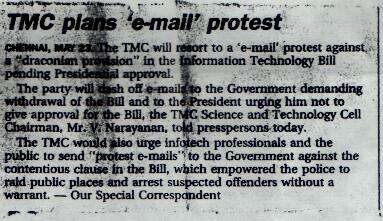 TMC plans 'e-mail' protest
CHENNAI, MAY 22. The TMC will resort to a 'e-mail' protest against
a "draconian provision" in the Information Technology Bill
pending Presidential approval.
The party will dash off e-mails to the Government demanding
withdrawal of the Bill and to the President urging him not to
give approval for the Bill, the TMC Science and Technology Cell
Chairman, Mr. V. Narayanan, told presspersons today.
The TMC would also urge infotech professionals and the
public to send "protest e-mails" to the Government against the
contentious clause in the Bill, which empowered the police to
raid public places and arrest suspected offenders without a
warrant. — Our Special Correspondent